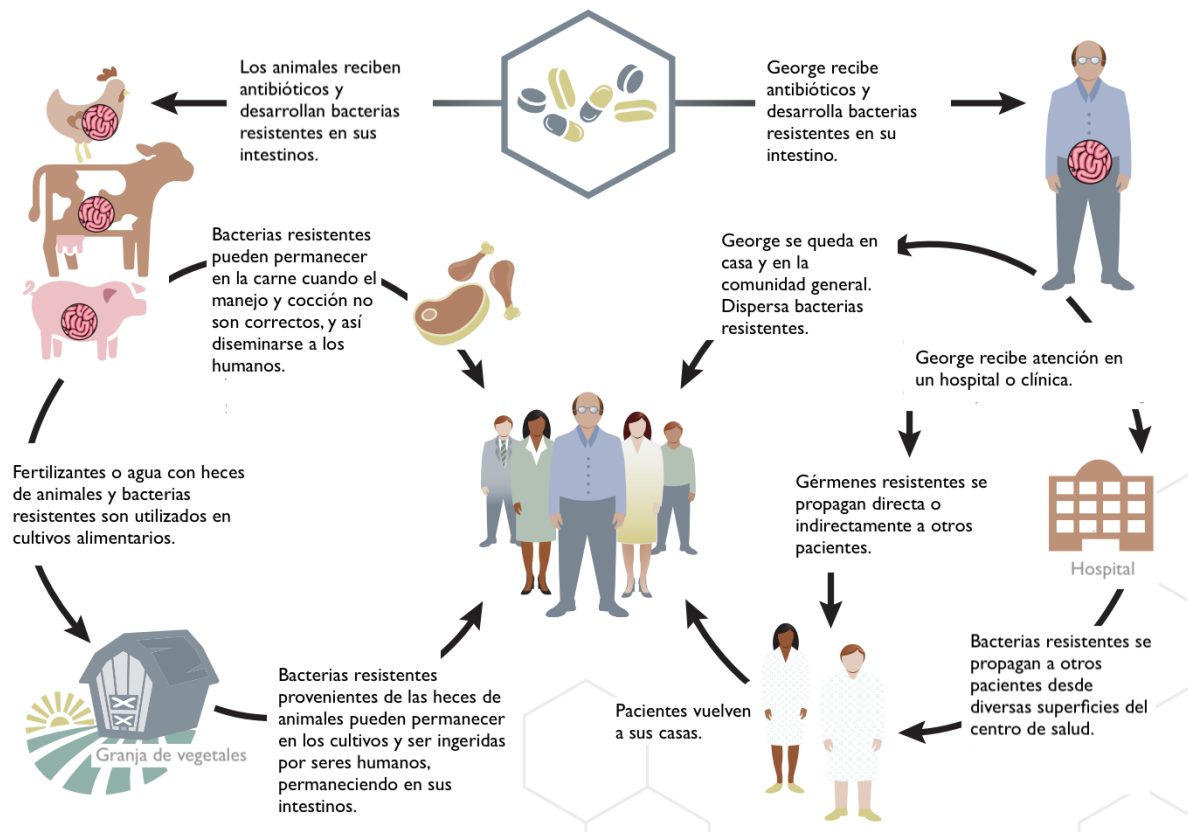 Los animales reciben
antibióticos y
desarrollan bacterias
resistentes en sus
intestinos.
George recibe
antibióticos y
desarrolla bacterias
resistentes en su
intestino.
Bacterias resistentes
pueden permanecer
en la carne cuando el
manejo y cocción no
son correctos, y así
diseminarse a los
humanos.
George se queda en
casa y en la
comunidad general.
Dispersa bacterias
resistentes.
George recibe atención en
un hospital o clínica.
Fertilizantes o agua con heces
de animales y bacterias
resistentes son utilizados en
cultivos alimentarios.
Gérmenes resistentes se
propagan directa o
indirectamente a otros
pacientes.
Hospital
Granja de vegetales
Bacterias resistentes
provenientes de las heces de
animales pueden permanecer
en los cultivos y ser ingeridas
por seres humanos,
permaneciendo en sus
intestinos.
Pacientes vuelven
a sus casas.
Bacterias resistentes se
propagan a otros
pacientes desde
diversas superficies del
centro de salud.